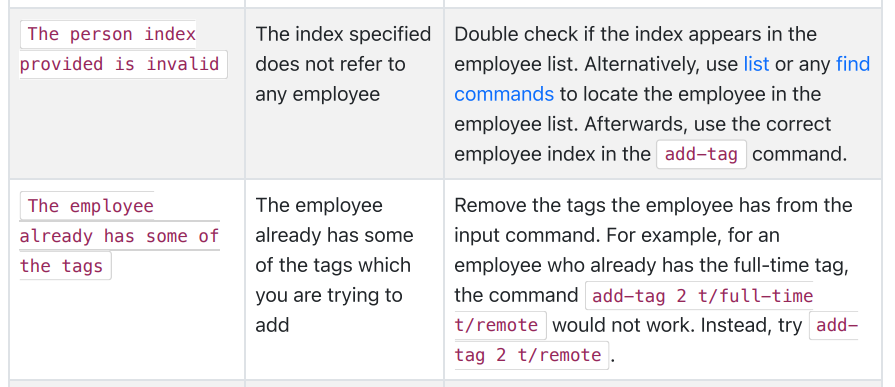 The person index
provided is invalid
The index specified
does not refer to
any employee
Double check if the index appears in the
employee list. Alternatively, use list or any find
commands to locate the employee in the
employee list. Afterwards, use the correct
employee index in the add-tag command.
The employee
already has some of
the tags
The employee
already has some
of the tags which
you are trying to
add
Remove the tags the employee has from the
input command. For example, for an
employee who already has the full-time tag,
the command add-tag 2 t/full-time
t/remote would not work. Instead, try add-
tag 2 t/remote.